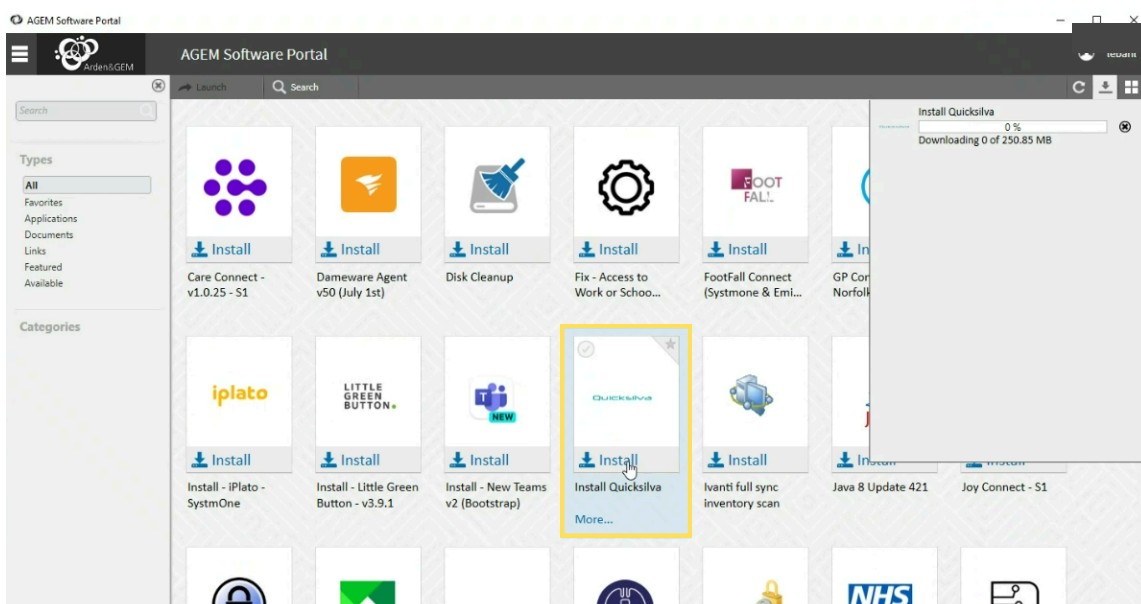 AGEM Software Portal
Arden&GEM
AGEM Software Portal
Launch
Search
Search
Types
All
Favorites
Applications
Documents
Links
Featured
Available
Categories
Install Quicksilva
0 %
Downloading 0 of 250.85 MB
FOOT
FALL
Install
Install
Install
Install
Install
Care Connect -
v1.0.25 - S1
Dameware Agent
v50 (July 1st)
Disk Cleanup
Fix - Access to
Work or Schoo...
FootFall Connect
(Systmone & Emi...
iplato
LITTLE
GREEN
BUTTON.
T
NEW
Quicksilva
Install
Install
Install
Install
Install
Install - iPlato -
SystmOne
Install - Little Green
Button - v3.9.1
Install - New Teams
v2 (Bootstrap)
Install Quicksilva
More...
Ivanti full sync
inventory scan
Java 8 Update 421
Joy Connect - S1
NHS